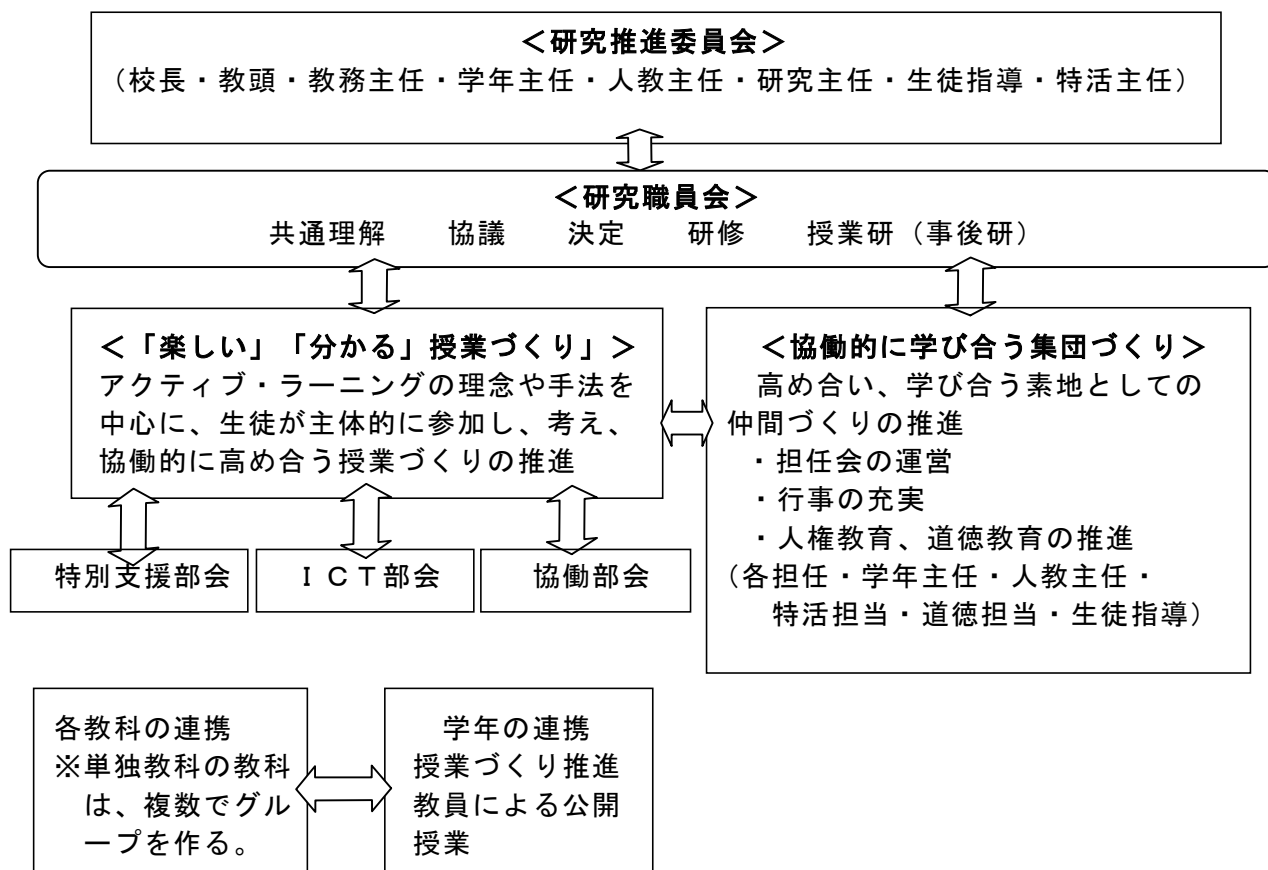 ＜研究推進委員会＞
（校長・教頭・教務主任・学年主任・人教主任・研究主任・生徒指導・特活主任）
＜研究職員会＞
共通理解　　協議　　決定　　研修　　授業研（事後研）
＜「楽しい」「分かる」授業づくり」＞
アクティブ・ラーニングの理念や手法を
中心に、生徒が主体的に参加し、考え、
協働的に高め合う授業づくりの推進
＜協働的に学び合う集団づくり＞
高め合い、学び合う素地としての
仲間づくりの推進
・担任会の運営
・行事の充実
・人権教育、道徳教育の推進
（各担任・学年主任・人教主任・
特活担当・道徳担当・生徒指導）
特別支援部会
ＩＣＴ部会
協働部会
各教科の連携
※単独教科の教科
は、複数でグル
ープを作る。
学年の連携
授業づくり推進
教員による公開
授業